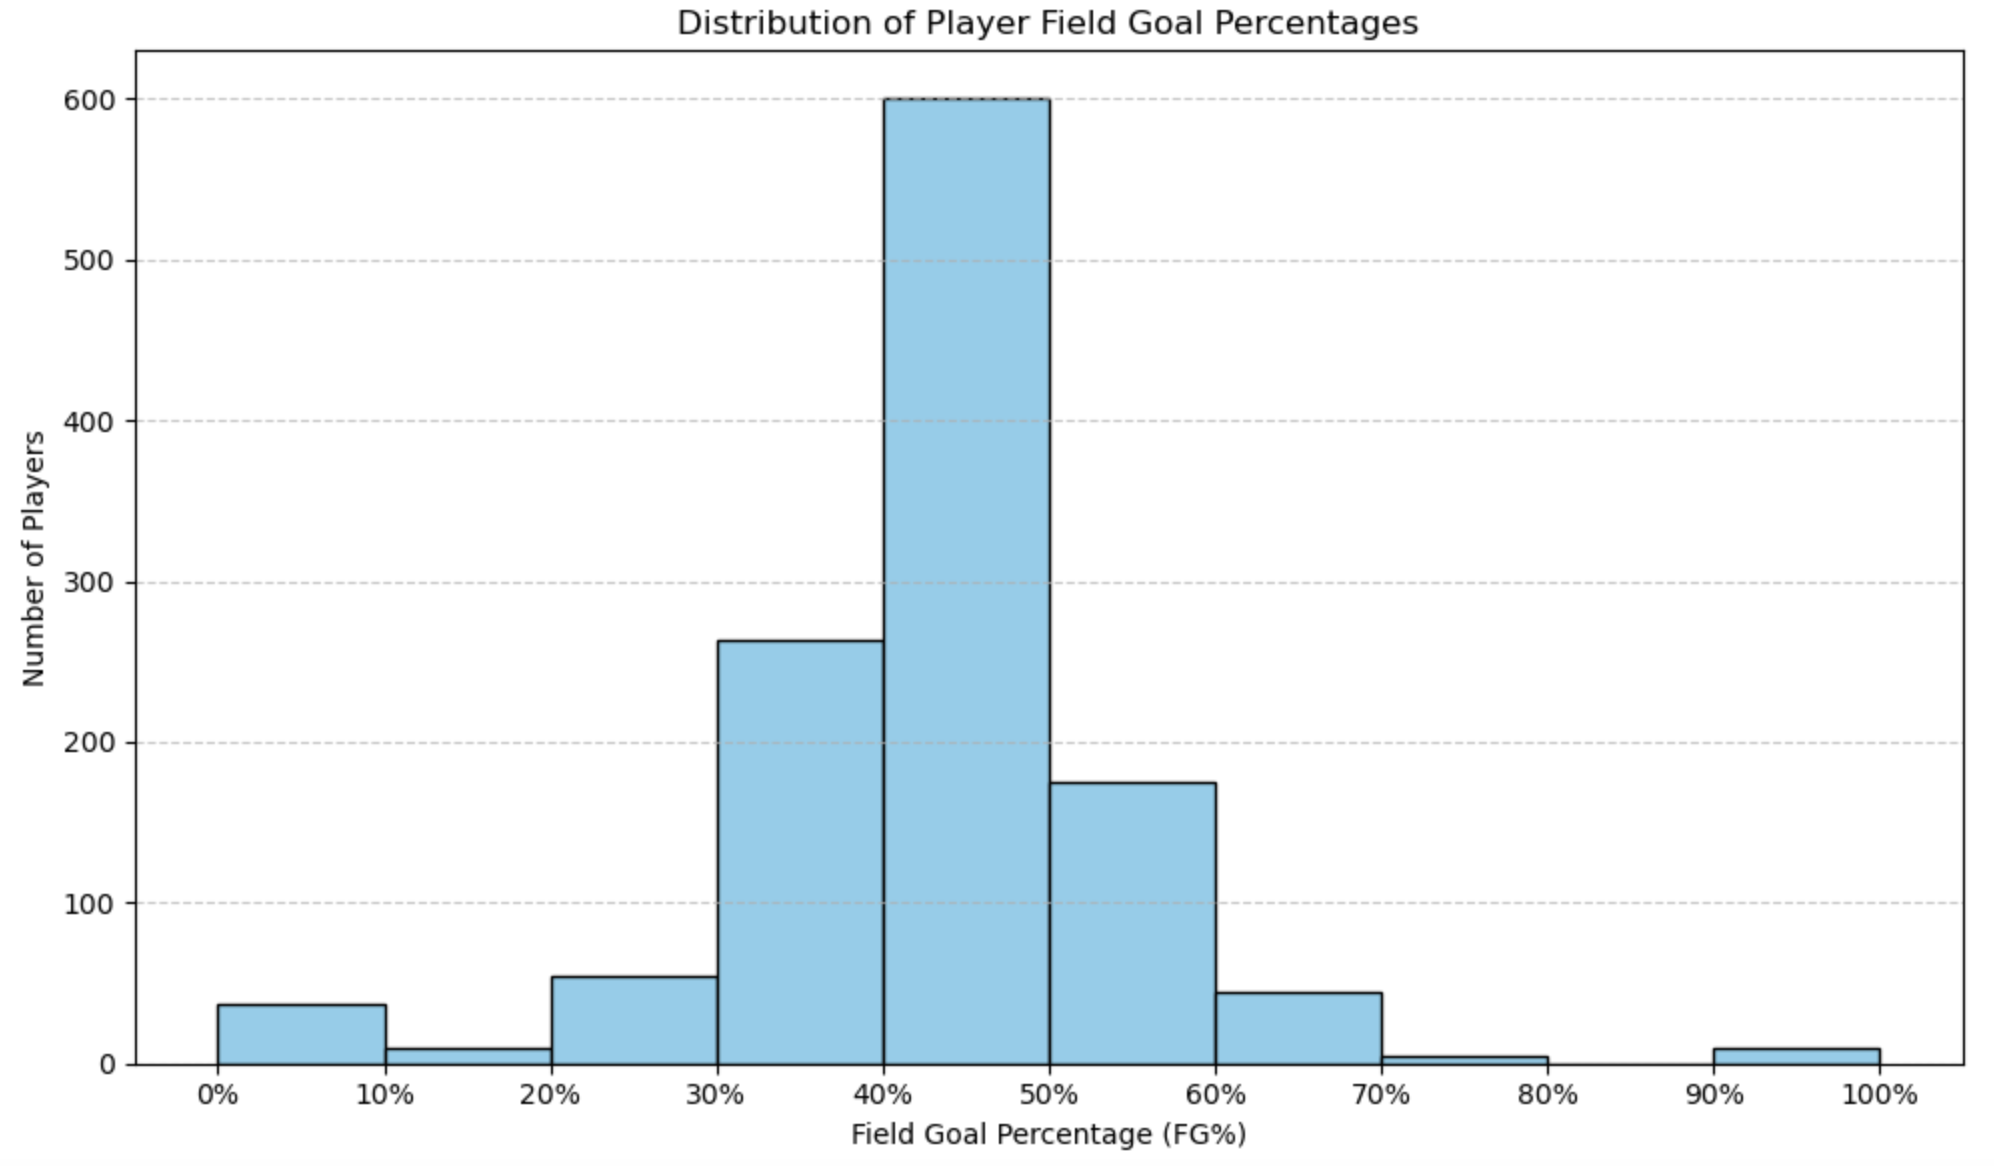 Distribution of Player Field Goal Percentages
600
500
400
300
200
100
0
Number of Players
0% 10% 20% 30% 40% 50% 60% 70% 80% 90% 100%
Field Goal Percentage (FG%)